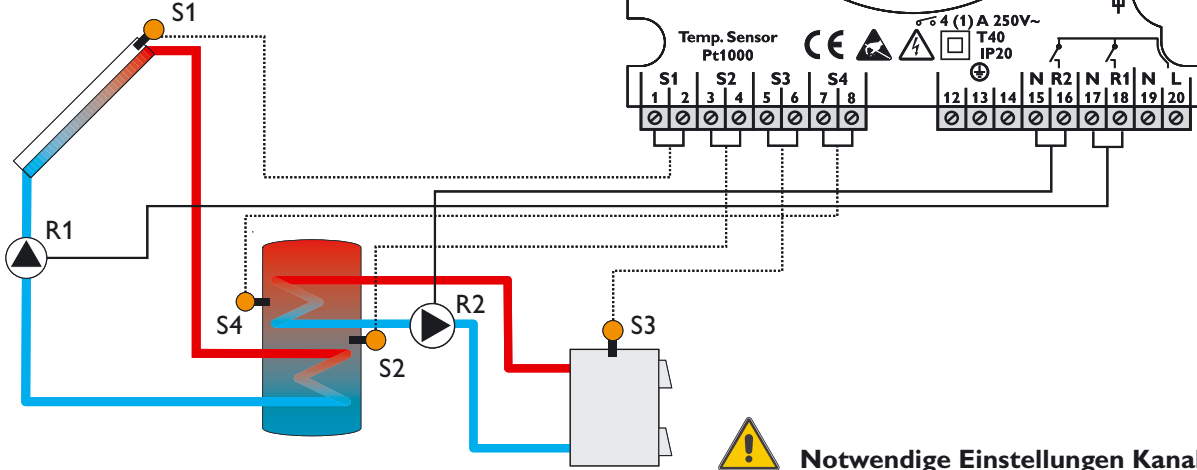 S1
4 (1) A 250V~
Temp. Sensor
Pt1000
CE
T40
IP20
S1 S2 S3 S4
N R2 N R1 N L
1 2 3 4 5 6 7 8
12 13 14 15 16 17 18 19 20
R1
S4
R2
S3
S2
Notwendige Einstellungen Kanal